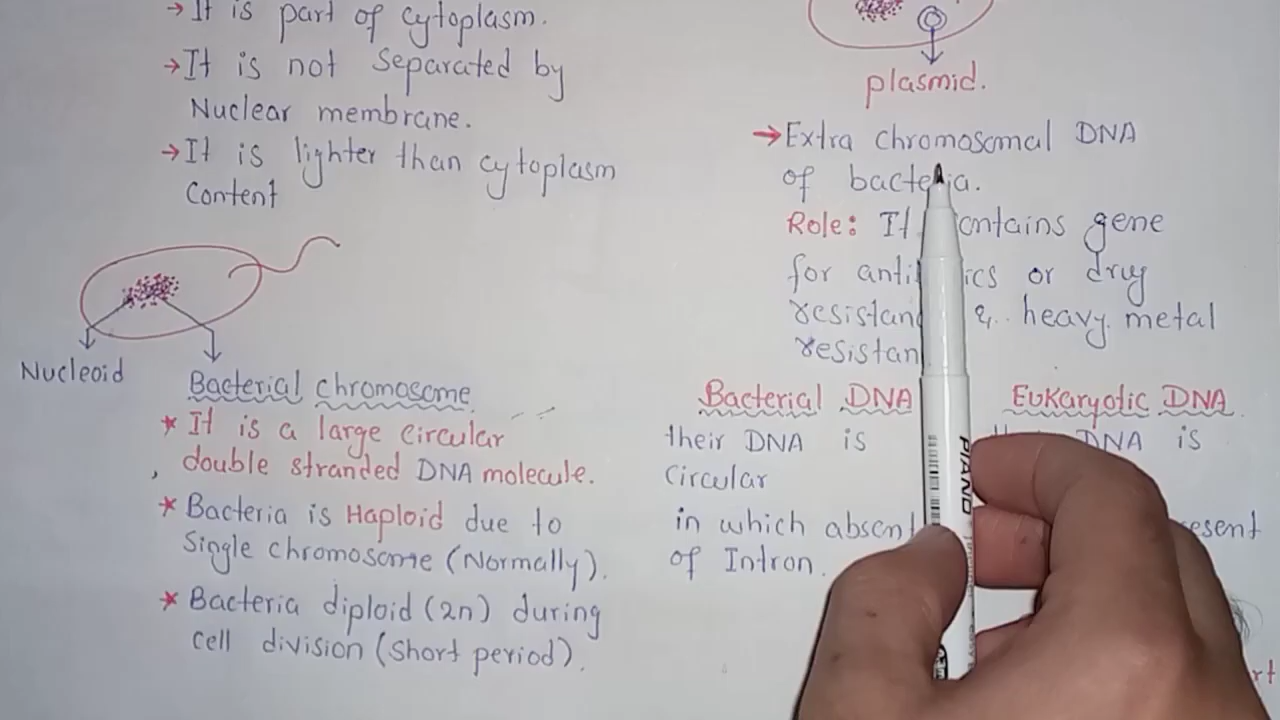 → It is part of cytoplasm.
→ It is not separated by
Nuclear membrane.
→ It is lighter than cytoplasm
Content
Nucleoid
Bacterial chromosome
* It is a large circular
double stranded DNA molecule.
* Bacteria is Haploid due to
Single chromosome (Normally).
* Bacteria diploid (2n) during
cell division (short period).
plasmid.
→ Extra chromosomal DNA
of bacteria.
Role: It contains gene
for or drug
& heavy metal
Bacterial DNA
their DNA is
Circular
in which absent
of Intron.
Eukaryotic DNA
DNA is
PIANO